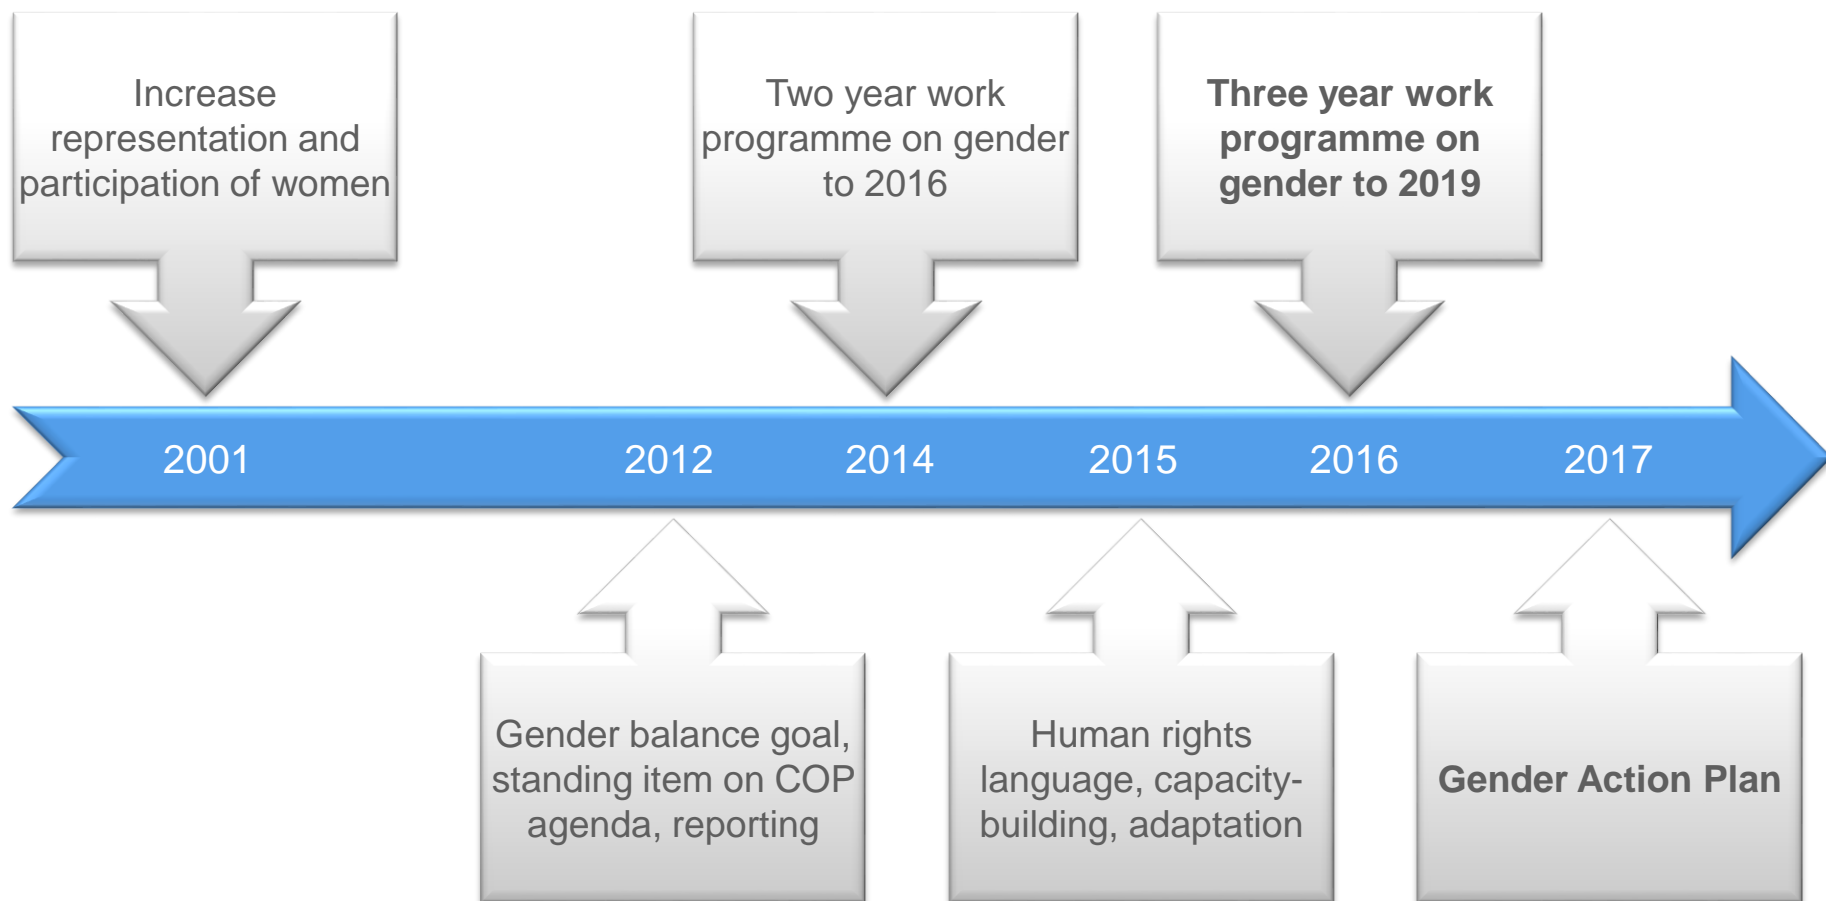 Increase
representation and
participation of women
Two year work
programme on gender
to 2016
Three year work
programme on
gender to 2019
2001
2012
2014
2015
2016
2017
Gender balance goal,
standing item on COP
agenda, reporting
Human rights
language, capacity-
building, adaptation
Gender Action Plan